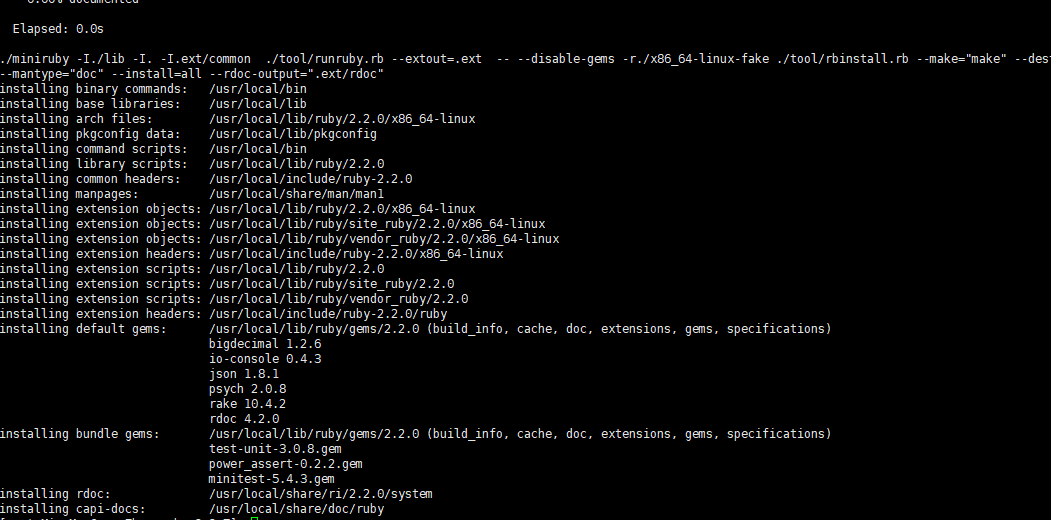 0.00% documented
Elapsed: 0.0s
./miniruby -I./lib -I. -I.ext/common  ./tool/runruby.rb --extout=.ext  -- --disable-gems -r./x86_64-linux-fake ./tool/rbinstall.rb --make="make" --dest
--mantype="doc" --install=all --rdoc-output=".ext/rdoc"
installing binary commands:   /usr/local/bin
installing base libraries:    /usr/local/lib
installing arch files:        /usr/local/lib/ruby/2.2.0/x86_64-linux
installing pkgconfig data:    /usr/local/lib/pkgconfig
installing command scripts:   /usr/local/bin
installing library scripts:   /usr/local/lib/ruby/2.2.0
installing common headers:    /usr/local/include/ruby-2.2.0
installing manpages:          /usr/local/share/man/man1
installing extension objects: /usr/local/lib/ruby/2.2.0/x86_64-linux
installing extension objects: /usr/local/lib/ruby/site_ruby/2.2.0/x86_64-linux
installing extension objects: /usr/local/lib/ruby/vendor_ruby/2.2.0/x86_64-linux
installing extension headers: /usr/local/include/ruby-2.2.0/x86_64-linux
installing extension scripts: /usr/local/lib/ruby/2.2.0
installing extension scripts: /usr/local/lib/ruby/site_ruby/2.2.0
installing extension scripts: /usr/local/lib/ruby/vendor_ruby/2.2.0
installing extension headers: /usr/local/include/ruby-2.2.0/ruby
installing default gems:      /usr/local/lib/ruby/gems/2.2.0 (build_info, cache, doc, extensions, gems, specifications)
bigdecimal 1.2.6
io-console 0.4.3
json 1.8.1
psych 2.0.8
rake 10.4.2
rdoc 4.2.0
installing bundle gems:       /usr/local/lib/ruby/gems/2.2.0 (build_info, cache, doc, extensions, gems, specifications)
test-unit-3.0.8.gem
power_assert-0.2.2.gem
minitest-5.4.3.gem
installing rdoc:              /usr/local/share/ri/2.2.0/system
installing capi-docs:         /usr/local/share/doc/ruby